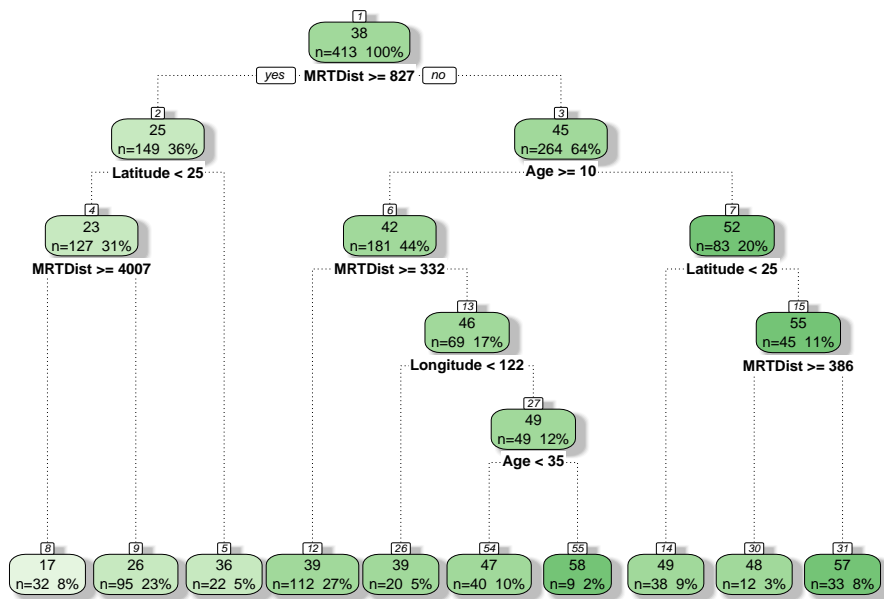 1
38
n=413 100%
yes MRTDist >= 827 no
2
25
n=149 36%
Latitude < 25
3
45
n=264 64%
Age >= 10
4
23
n=127 31%
MRTDist >= 4007
6
42
n=181 44%
MRTDist >= 332
7
52
n=83 20%
Latitude < 25
13
46
n=69 17%
Longitude < 122
15
55
n=45 11%
MRTDist >= 386
27
49
n=49 12%
Age < 35
8
17
n=32 8%
9
26
n=95 23%
5
36
n=22 5%
12
39
n=112 27%
26
39
n=20 5%
54
47
n=40 10%
55
58
n=9 2%
14
49
n=38 9%
30
48
n=12 3%
31
57
n=33 8%